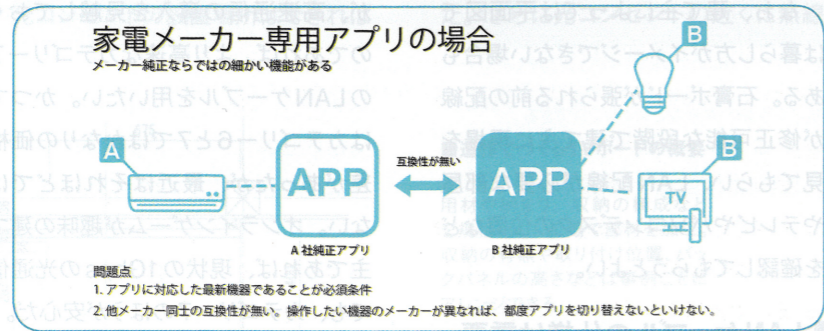 家電メーカー専用アプリの場合
メーカー純正ならではの細かい機能がある
A
APP
A社純正アプリ
互換性が無い
APP
B社純正アプリ
B
B
TV
問題点
1. アプリに対応した最新機器であることが必須条件
2. 他メーカー同士の互換性が無い。操作したい機器のメーカーが異なれば、都度アプリを切り替えないといけない。